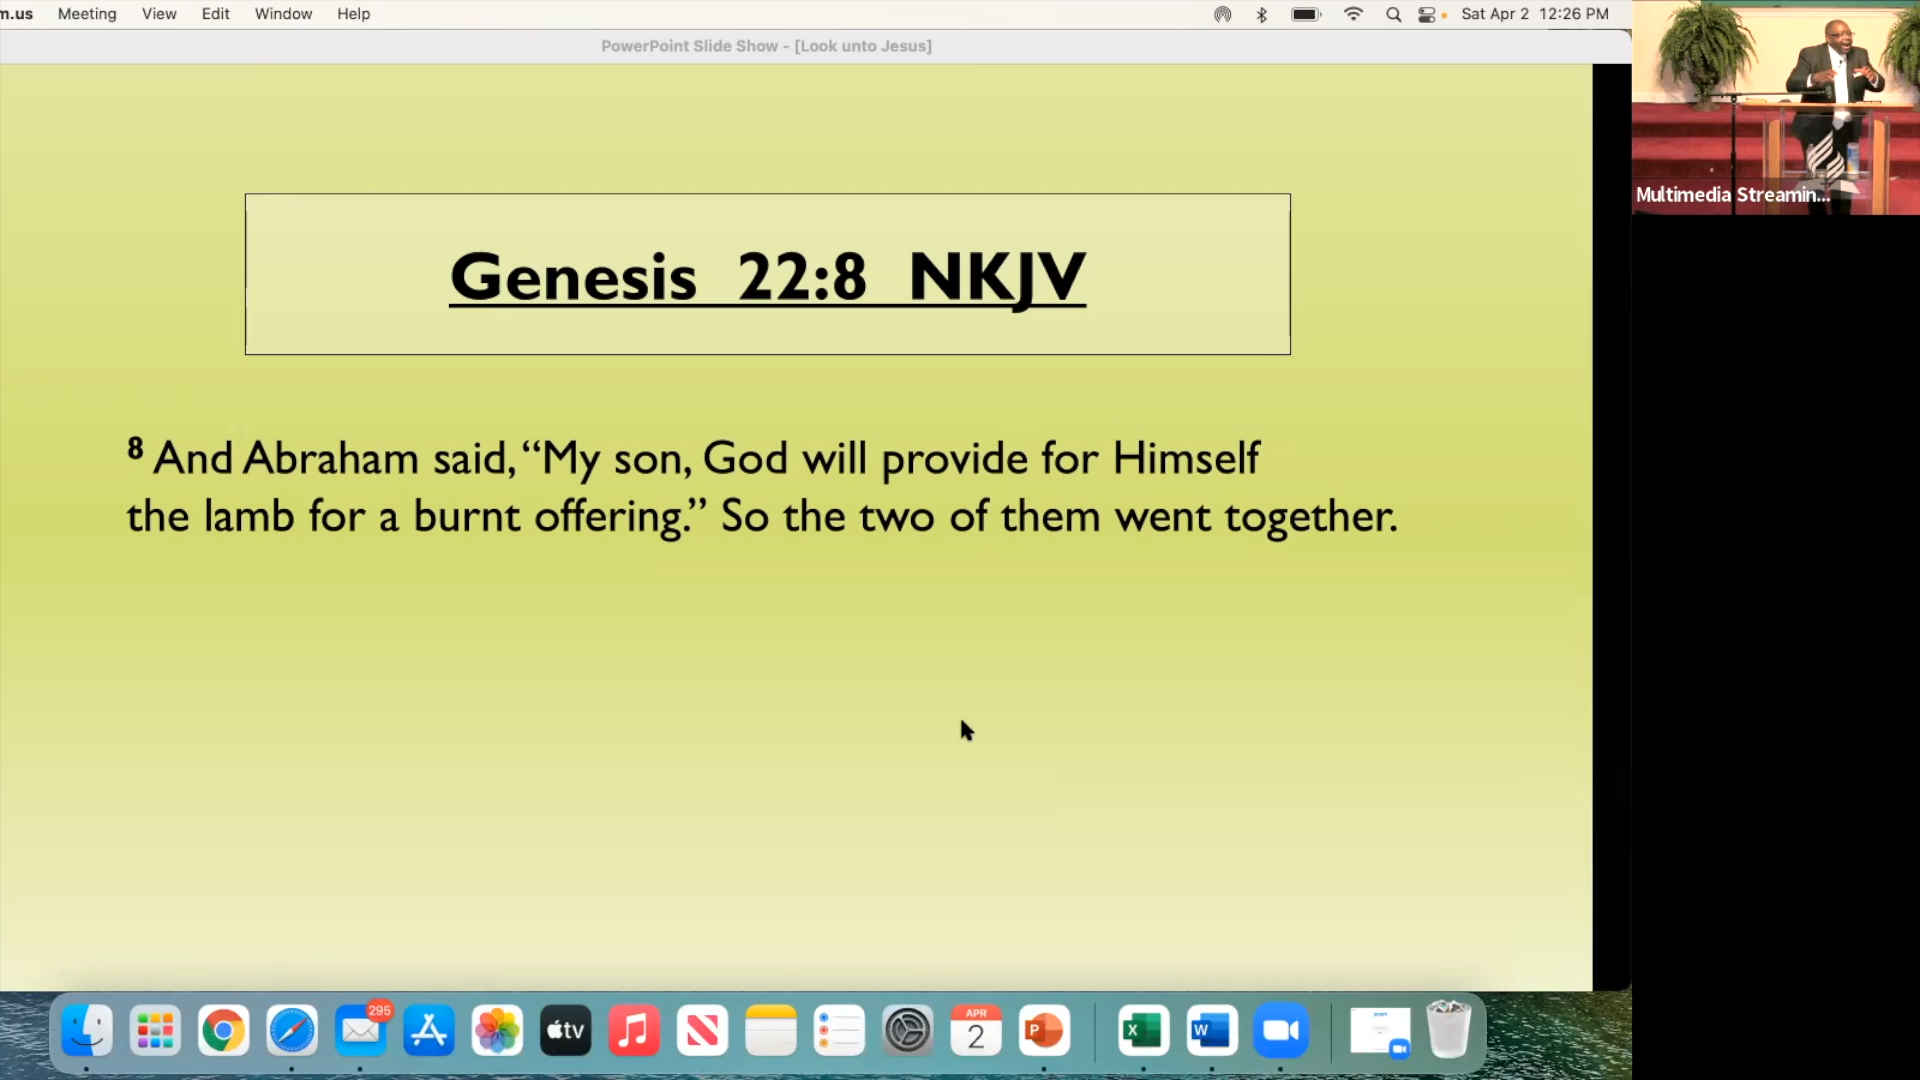 m.us Meeting View Edit Window Help Sat Apr 2 12:26 PM
PowerPoint Slide Show - [Look unto Jesus]
Multimedia Streamin...
Genesis 22:8 NKJV
8 And Abraham said, “My son, God will provide for Himself
the lamb for a burnt offering.” So the two of them went together.
295
tv
APR
2
P
X
W